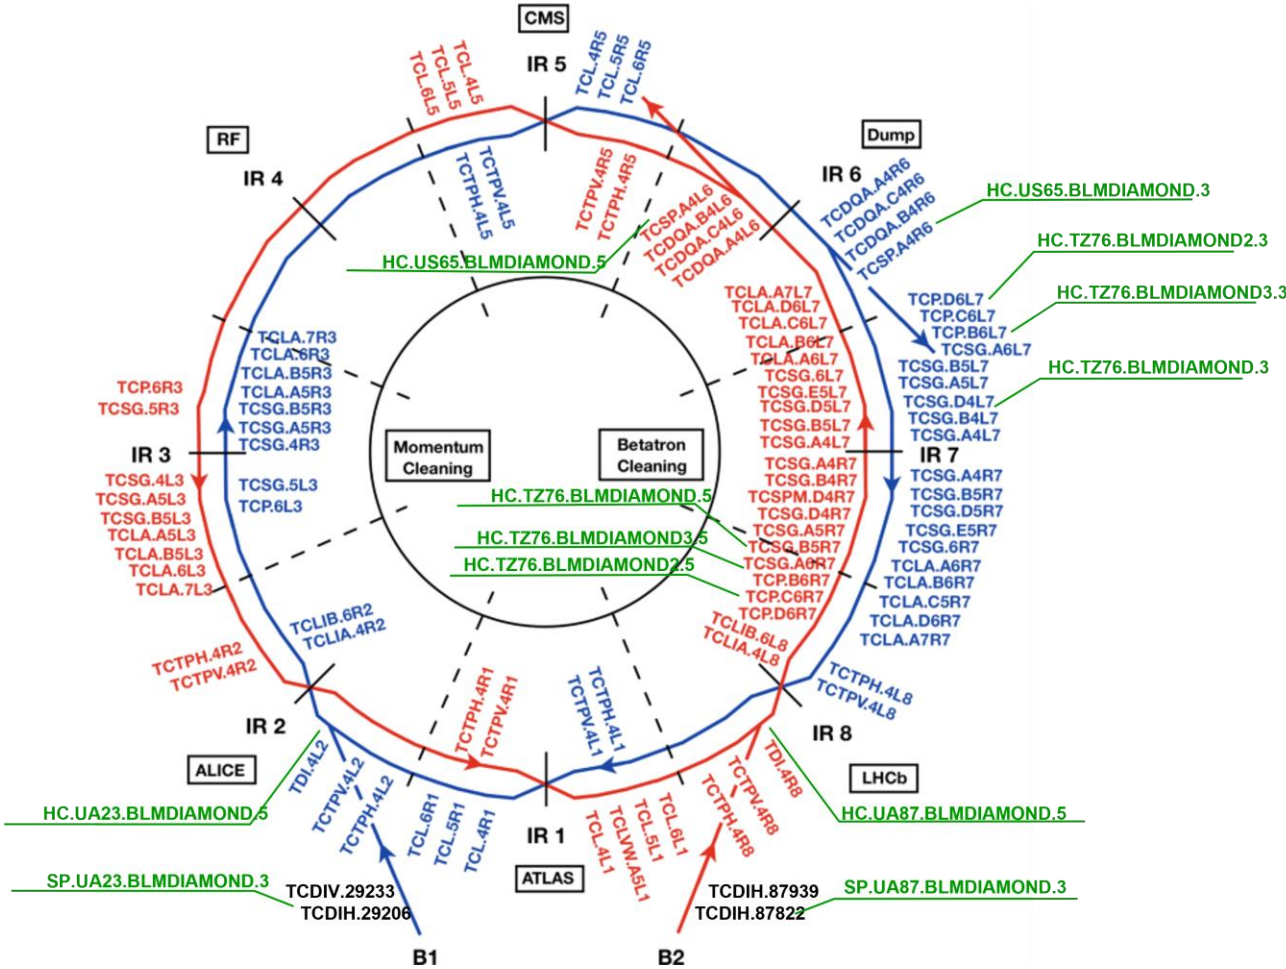 CMS
IR 5
TCL.6L5
TCL.5L5
TCL.4L5
TCL.4R5
TCL.5R5
TCL.6R5
RF
IR 4
Dump
IR 6
TCTPH.4L5
TCTPV.4L5
TCTPV.4R5
TCTPH.4R5
TCSP.A4L6
TCDQA.B4L6
TCDQA.C4L6
TCDQA.A4L6
TCDQA.A4R6
TCDQA.C4R6
TCDQA.B4R6
TCSP.A4R6
HC.US65.BLMDIAMOND.3
HC.US65.BLMDIAMOND.5
HC.TZ76.BLMDIAMOND2.3
HC.TZ76.BLMDIAMOND3.3
HC.TZ76.BLMDIAMOND.3
TCLA.A7L7
TCLA.D6L7
TCLA.C6L7
TCLA.B6L7
TCLA.A6L7
TCSG.6L7
TCSG.E5L7
TCSG.D5L7
TCSG.B5L7
TCSG.A4L7
TCP.D6L7
TCP.C6L7
TCP.B6L7
TCSG.A6L7
TCSG.B5L7
TCSG.A5L7
TCSG.D4L7
TCSG.B4L7
TCSG.A4L7
TCLA.7R3
TCLA.6R3
TCLA.B5R3
TCLA.A5R3
TCSG.B5R3
TCSG.A5R3
TCSG.4R3
TCP.6R3
TCSG.5R3
IR 3
Momentum
Cleaning
Betatron
Cleaning
IR 7
TCSG.4L3
TCSG.A5L3
TCSG.B5L3
TCLA.A5L3
TCLA.B5L3
TCLA.6L3
TCLA.7L3
TCSG.5L3
TCP.6L3
HC.TZ76.BLMDIAMOND.5
HC.TZ76.BLMDIAMOND3.5
HC.TZ76.BLMDIAMOND2.5
TCSG.A4R7
TCSG.B4R7
TCSPM.D4R7
TCSG.D4R7
TCSG.A5R7
TCSG.B5R7
TCSG.A6R7
TCP.B6R7
TCP.C6R7
TCP.D6R7
TCSG.A4R7
TCSG.B5R7
TCSG.D5R7
TCSG.E5R7
TCSG.6R7
TCLA.A6R7
TCLA.B6R7
TCLA.C5R7
TCLA.D6R7
TCLA.A7R7
TCLIB.6R2
TCLIA.4R2
TCLIB.6L8
TCLIA.4L8
TCTPH.4R2
TCTPV.4R2
TCTPH.4L8
TCTPV.4L8
TCTPH.4R1
TCTPV.4R1
TCTPV.4L1
TCTPH.4L1
IR 2
IR 8
ALICE
LHCb
TDI.4L2
TCTPV.4L2
TCTPH.4L2
TCL.6R1
TCL.5R1
TCL.4R1
IR 1
ATLAS
TCL.4L1
TCLVW.A5L1
TCL.5L1
TCL.6L1
TCTPH.4R8
TCTPV.4R8
TDI.4R8
HC.UA23.BLMDIAMOND.5
HC.UA87.BLMDIAMOND.5
SP.UA23.BLMDIAMOND.3
TCDIV.29233
TCDIH.29206
TCDIH.87939
TCDIH.87822
SP.UA87.BLMDIAMOND.3
B1
B2